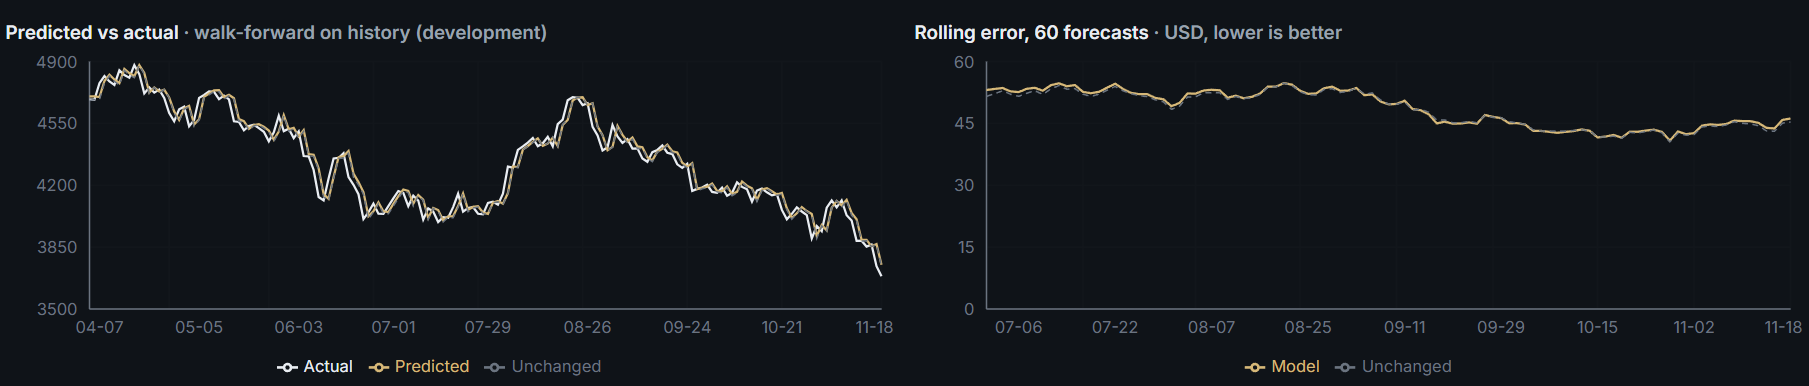 Predicted vs actual · walk-forward on history (development)
4900
4550
4200
3850
3500
04-07 05-05 06-03 07-01 07-29 08-26 09-24 10-21 11-18
Actual Predicted Unchanged
Rolling error, 60 forecasts · USD, lower is better
60
45
30
15
0
07-06 07-22 08-07 08-25 09-11 09-29 10-15 11-02 11-18
Model Unchanged